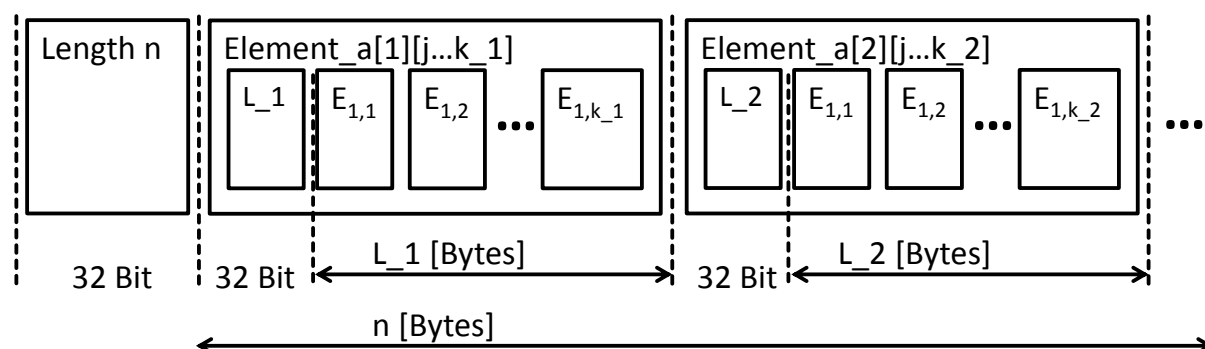 Length n
Element_a[1][j...k_1]
L_1
E1,1
E1,2
...
E1,k_1
Element_a[2][j...k_2]
L_2
E1,1
E1,2
...
E1,k_2
...
32 Bit
32 Bit
L_1 [Bytes]
32 Bit
L_2 [Bytes]
n [Bytes]